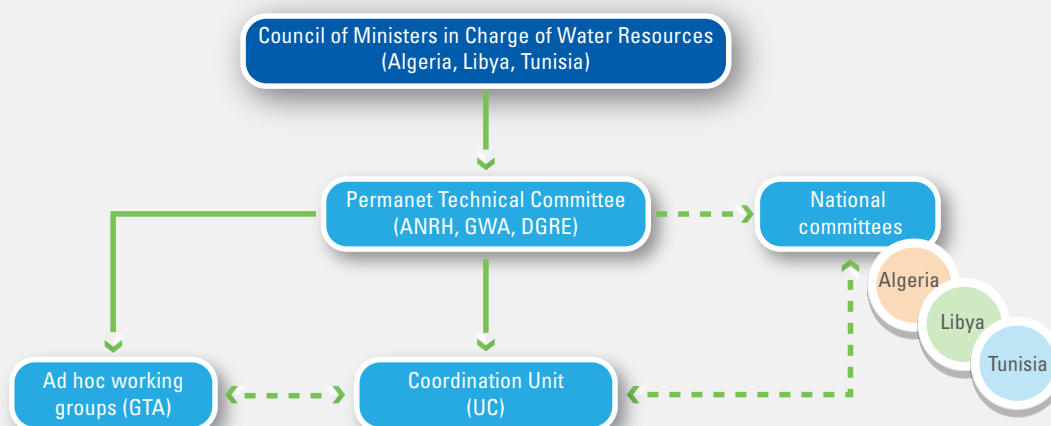 Council of Ministers in Charge of Water Resources
(Algeria, Libya, Tunisia)
Permanet Technical Committee
(ANRH, GWA, DGRE)
National
committees
Algeria
Libya
Tunisia
Ad hoc working
groups (GTA)
Coordination Unit
(UC)